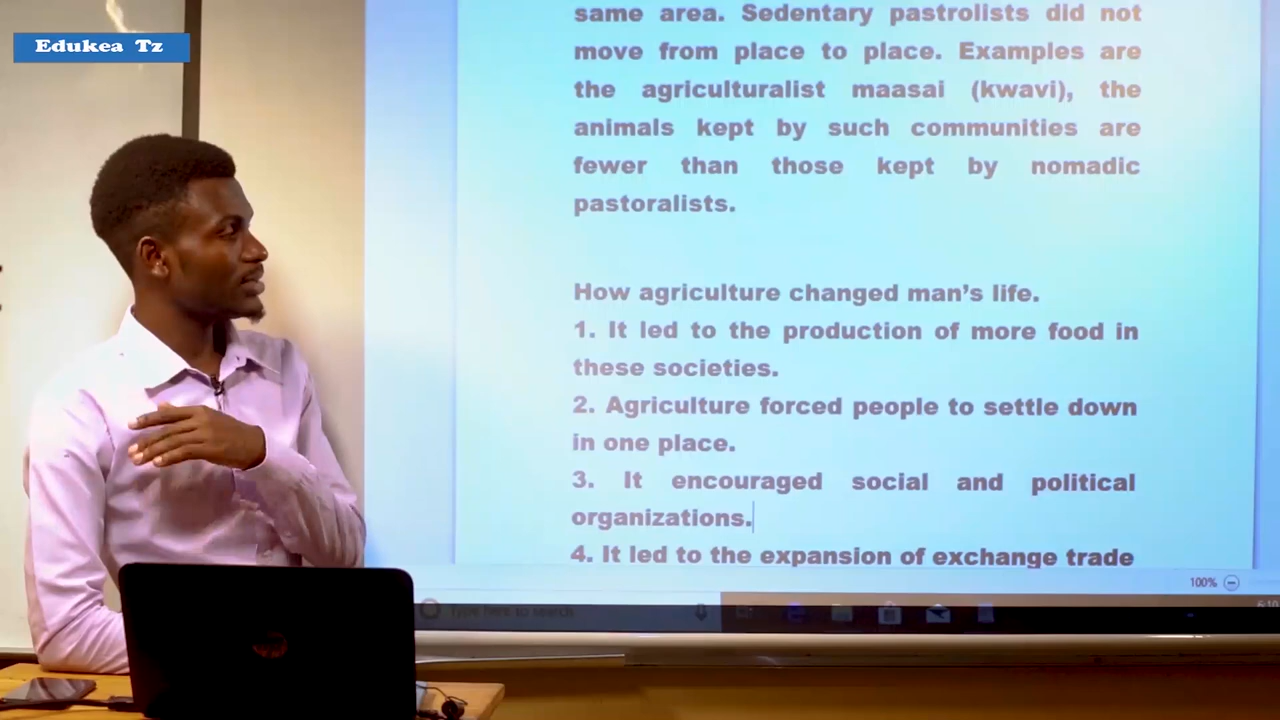 Edukea Tz
same area. Sedentary pastrolists did not
move from place to place. Examples are
the agriculturalist maasai (kwavi), the
animals kept by such communities are
fewer than those kept by nomadic
pastoralists.
How agriculture changed man's life.
1. It led to the production of more food in
these societies.
2. Agriculture forced people to settle down
in one place.
3. It encouraged social and political
organizations.
4. It led to the expansion of exchange trade
100%
Type here to search